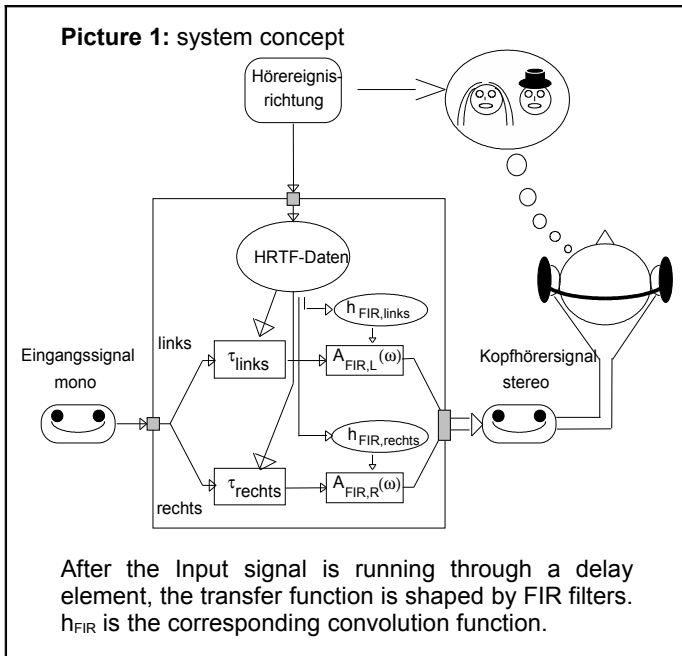 Picture 1: system concept
Hörereignis-
richtung
HRTF-Daten
h FIR,links
links
Eingangssignal
mono
τlinks
A FIR,L (ω)
Kopfhörersignal
stereo
h FIR,rechts
τrechts
A FIR,R (ω)
rechts
After the Input signal is running through a delay
element, the transfer function is shaped by FIR filters.
hFIR is the corresponding convolution function.